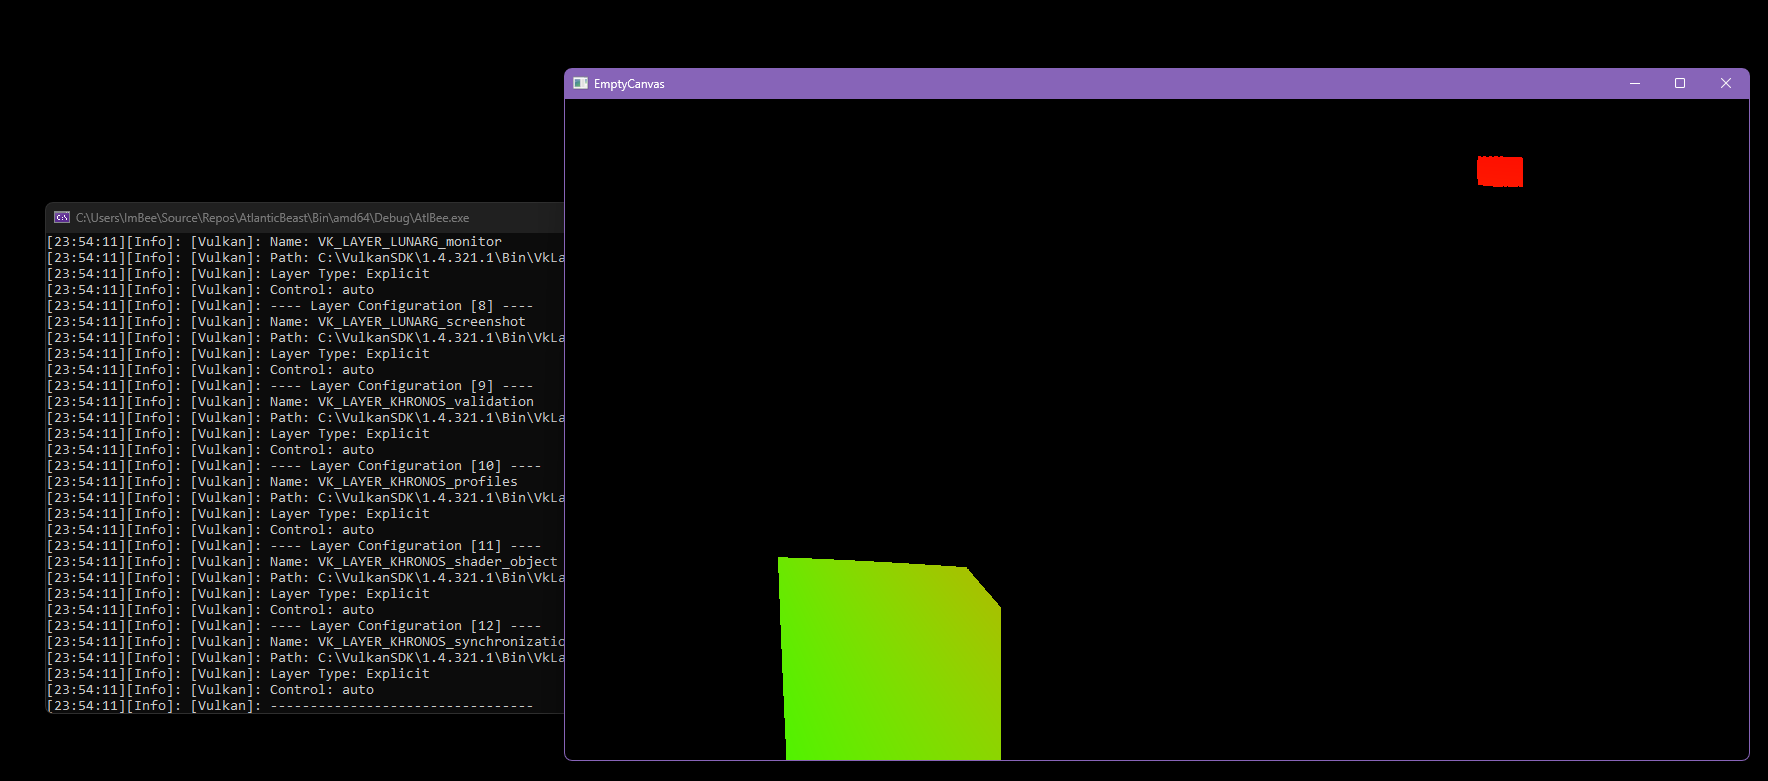 EmptyCanvas
C:\Users\ImBee\Source\Repos\AtlanticBeast\Bin\amd64\Debug\AtlBee.exe
[23:54:11][Info]: [Vulkan]: Name: VK_LAYER_LUNARG_monitor
[23:54:11][Info]: [Vulkan]: Path: C:\VulkanSDK\1.4.321.1\Bin\VkLa
[23:54:11][Info]: [Vulkan]: Layer Type: Explicit
[23:54:11][Info]: [Vulkan]: Control: auto
[23:54:11][Info]: [Vulkan]: ---- Layer Configuration [8] ----
[23:54:11][Info]: [Vulkan]: Name: VK_LAYER_LUNARG_screenshot
[23:54:11][Info]: [Vulkan]: Path: C:\VulkanSDK\1.4.321.1\Bin\VkLa
[23:54:11][Info]: [Vulkan]: Layer Type: Explicit
[23:54:11][Info]: [Vulkan]: Control: auto
[23:54:11][Info]: [Vulkan]: ---- Layer Configuration [9] ----
[23:54:11][Info]: [Vulkan]: Name: VK_LAYER_KHRONOS_validation
[23:54:11][Info]: [Vulkan]: Path: C:\VulkanSDK\1.4.321.1\Bin\VkLa
[23:54:11][Info]: [Vulkan]: Layer Type: Explicit
[23:54:11][Info]: [Vulkan]: Control: auto
[23:54:11][Info]: [Vulkan]: ---- Layer Configuration [10] ----
[23:54:11][Info]: [Vulkan]: Name: VK_LAYER_KHRONOS_profiles
[23:54:11][Info]: [Vulkan]: Path: C:\VulkanSDK\1.4.321.1\Bin\VkLa
[23:54:11][Info]: [Vulkan]: Layer Type: Explicit
[23:54:11][Info]: [Vulkan]: Control: auto
[23:54:11][Info]: [Vulkan]: ---- Layer Configuration [11] ----
[23:54:11][Info]: [Vulkan]: Name: VK_LAYER_KHRONOS_shader_object
[23:54:11][Info]: [Vulkan]: Path: C:\VulkanSDK\1.4.321.1\Bin\VkLa
[23:54:11][Info]: [Vulkan]: Layer Type: Explicit
[23:54:11][Info]: [Vulkan]: Control: auto
[23:54:11][Info]: [Vulkan]: ---- Layer Configuration [12] ----
[23:54:11][Info]: [Vulkan]: Name: VK_LAYER_KHRONOS_synchronizatio
[23:54:11][Info]: [Vulkan]: Path: C:\VulkanSDK\1.4.321.1\Bin\VkLa
[23:54:11][Info]: [Vulkan]: Layer Type: Explicit
[23:54:11][Info]: [Vulkan]: Control: auto
[23:54:11][Info]: [Vulkan]: ---------------------------------